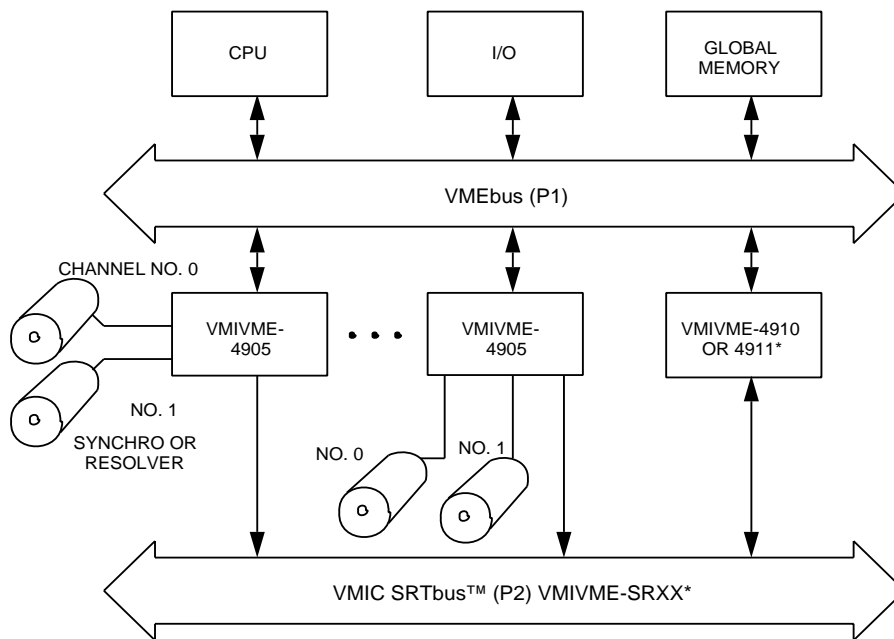 CPU
I/O
GLOBAL
MEMORY
VMEbus (P1)
CHANNEL NO. 0
VMIVME-
4905
VMIVME-
4905
VMIVME-4910
OR 4911*
NO. 1
SYNCHRO OR
RESOLVER
NO. 0
NO. 1
VMIC SRTbus™ (P2) VMIVME-SRXX*